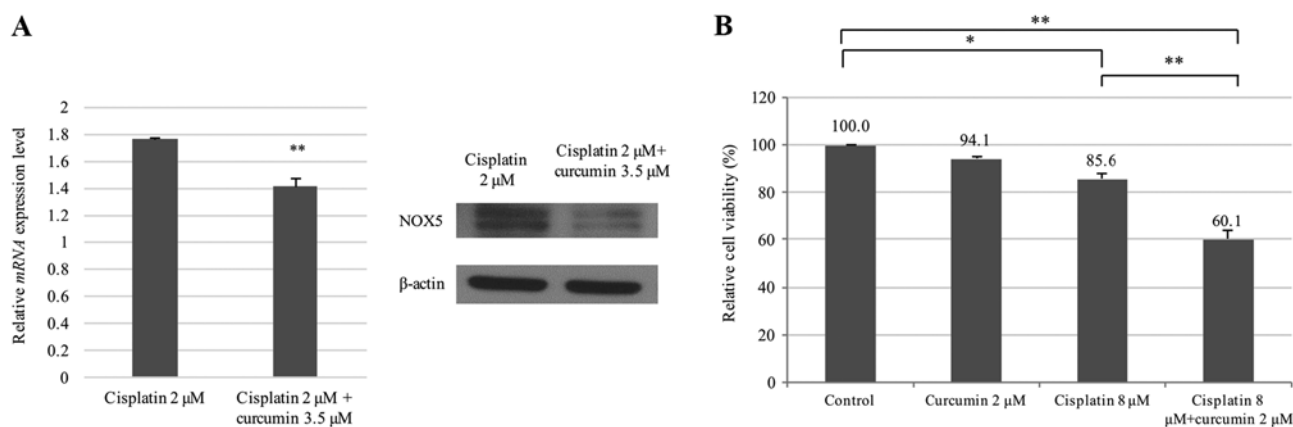 A
Relative mRNA expression level
2
1.8
1.6
1.4
1.2
1
0.8
0.6
0.4
0.2
0
**
Cisplatin 2 μM
Cisplatin 2 μM +
curcumin 3.5 μM
Cisplatin
2 μM
Cisplatin 2 μM+
curcumin 3.5 μM
NOX5
β-actin
B
**
*
**
Relative cell viability (%)
120
100
80
60
40
20
0
100.0
94.1
85.6
60.1
Control
Curcumin 2 μM
Cisplatin 8 μM
Cisplatin 8
μM+curcumin 2 μM